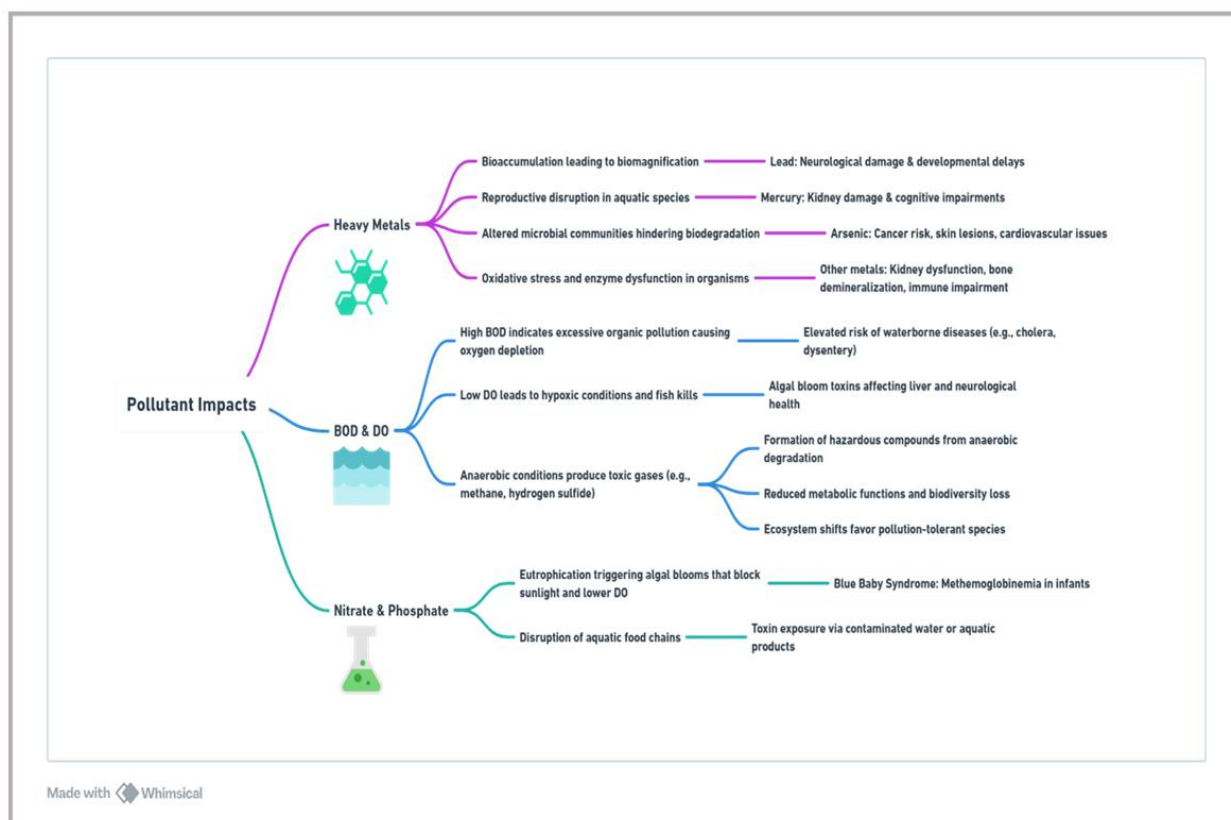 Pollutant Impacts
Heavy Metals
Bioaccumulation leading to biomagnification
Lead: Neurological damage & developmental delays
Reproductive disruption in aquatic species
Mercury: Kidney damage & cognitive impairments
Altered microbial communities hindering biodegradation
Arsenic: Cancer risk, skin lesions, cardiovascular issues
Oxidative stress and enzyme dysfunction in organisms
Other metals: Kidney dysfunction, bone
demineralization, immune impairment
BOD & DO
High BOD indicates excessive organic pollution causing
oxygen depletion
Elevated risk of waterborne diseases (e.g., cholera,
dysentery)
Low DO leads to hypoxic conditions and fish kills
Algal bloom toxins affecting liver and neurological
health
Anaerobic conditions produce toxic gases (e.g.,
methane, hydrogen sulfide)
Formation of hazardous compounds from anaerobic
degradation
Reduced metabolic functions and biodiversity loss
Ecosystem shifts favor pollution-tolerant species
Nitrate & Phosphate
Eutrophication triggering algal blooms that block
sunlight and lower DO
Blue Baby Syndrome: Methemoglobinemia in infants
Disruption of aquatic food chains
Toxin exposure via contaminated water or aquatic
products
Made with Whimsical